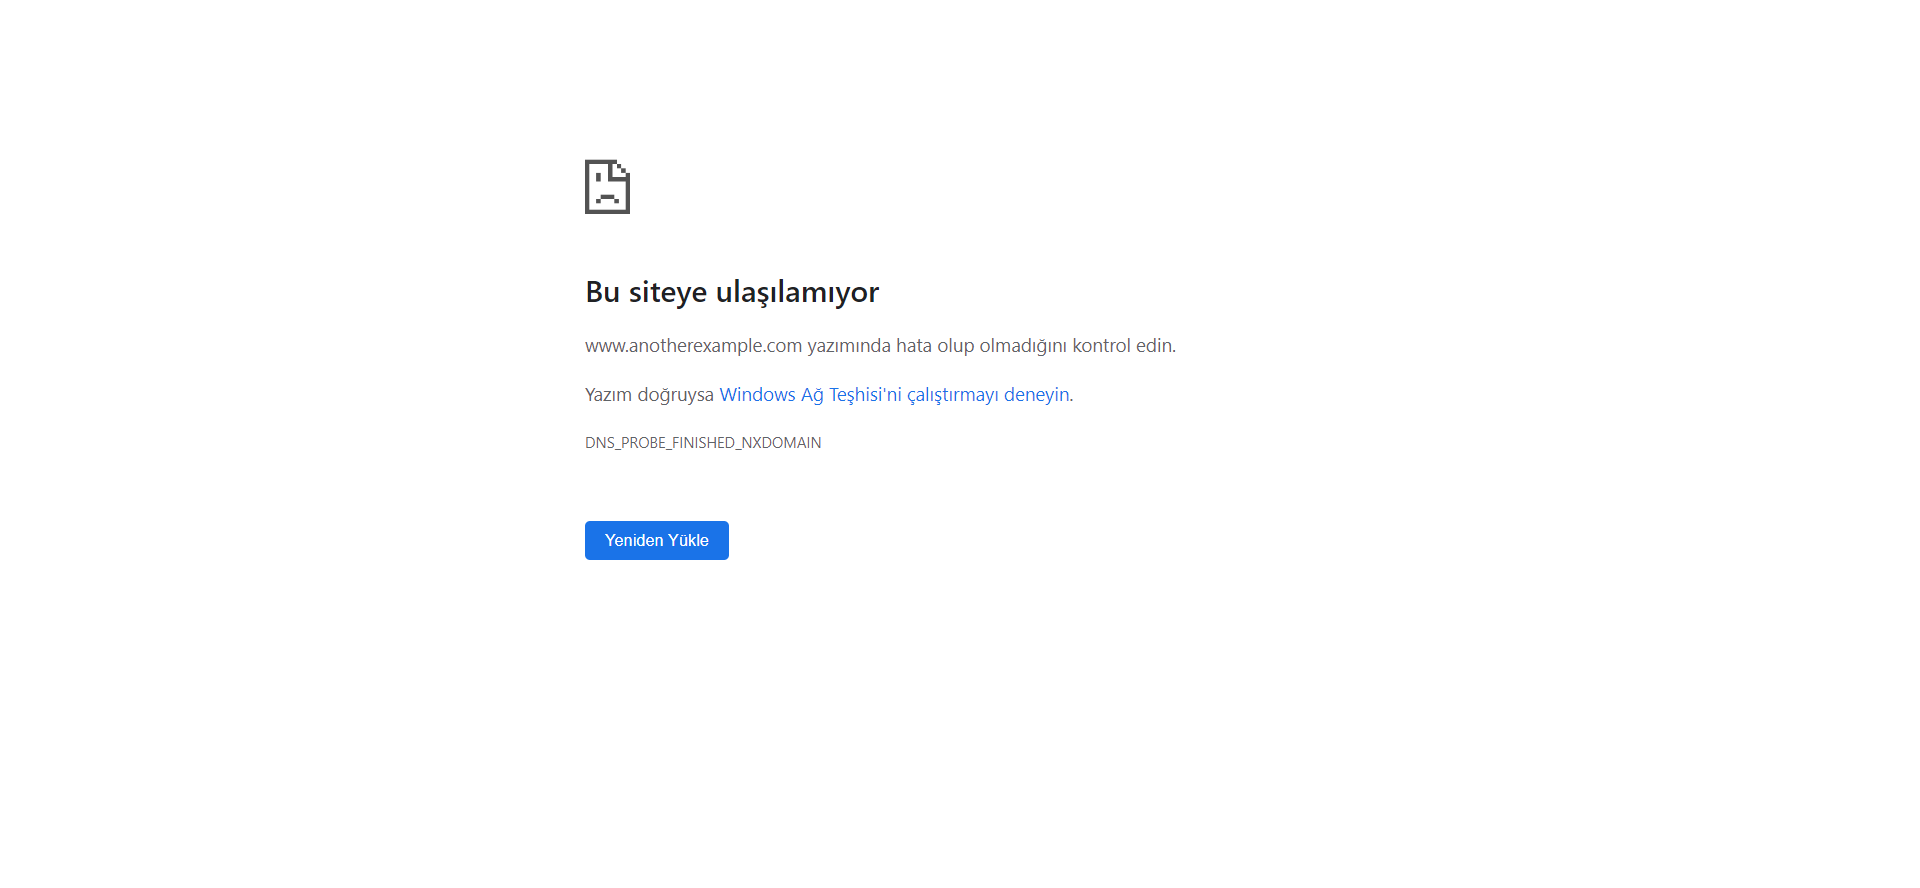 Bu siteye ulaşılamıyor
www.anotherexample.com yazımında hata olup olmadığını kontrol edin.
Yazım doğruysa Windows Ağ Teşhisi'ni çalıştırmayı deneyin.
DNS_PROBE_FINISHED_NXDOMAIN
Yeniden Yükle